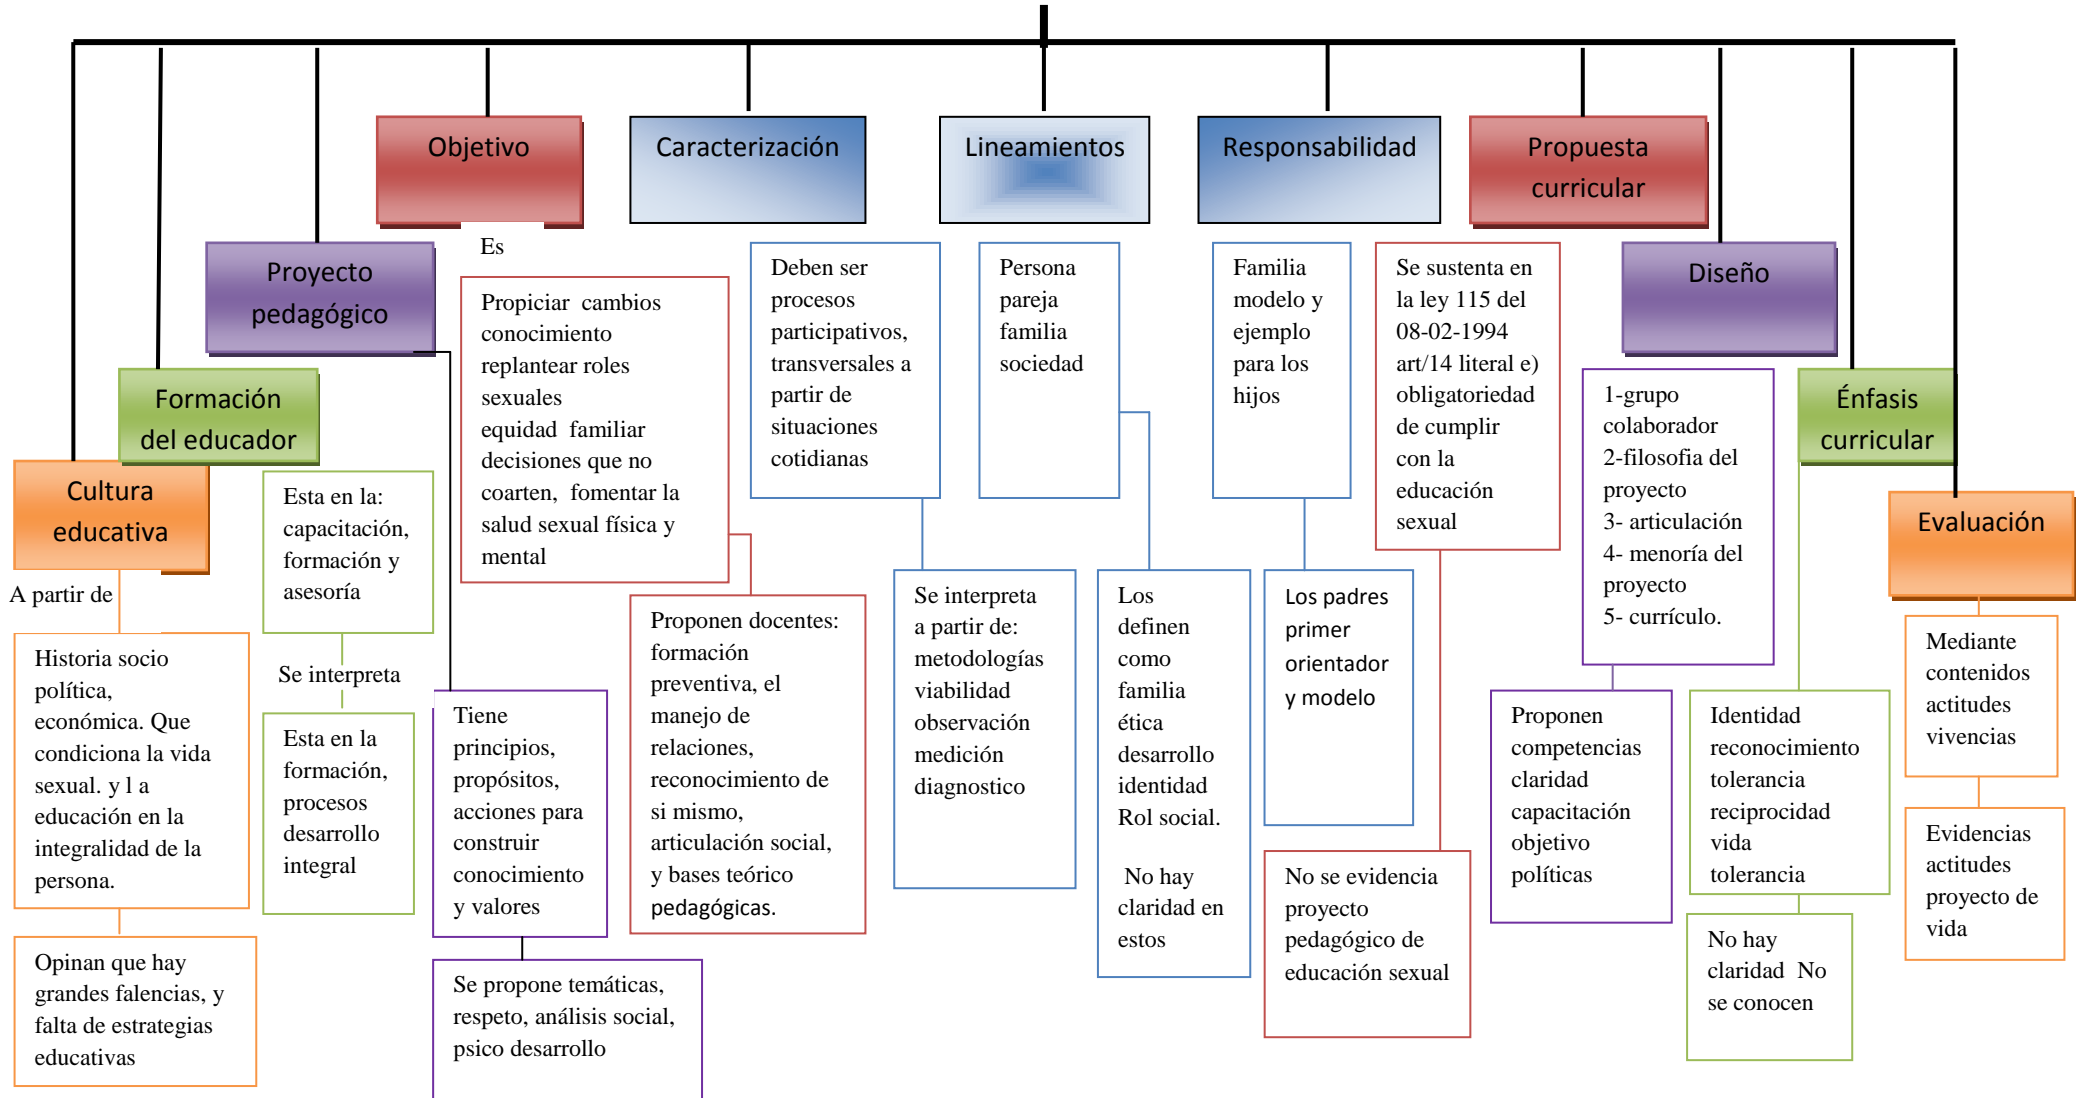 Objetivo
Caracterización
Lineamientos
Responsabilidad
Propuesta
curricular
Proyecto
pedagógico
Diseño
Formación
del educador
Énfasis
curricular
Cultura
educativa
Evaluación
A partir de
Historia socio
política,
económica. Que
condiciona la vida
sexual. y l a
educación en la
integralidad de la
persona.
Opinan que hay
grandes falencias, y
falta de estrategias
educativas
Esta en la:
capacitación,
formación y
asesoría
Se interpreta
Esta en la
formación,
procesos
desarrollo
integral
Tiene
principios,
propósitos,
acciones para
construir
conocimiento
y valores
Se propone temáticas,
respeto, análisis social,
psico desarrollo
Es
Propiciar cambios
conocimiento
replantear roles
sexuales
equidad familiar
decisiones que no
coarten, fomentar la
salud sexual física y
mental
Proponen docentes:
formación
preventiva, el
manejo de
relaciones,
reconocimiento de
si mismo,
articulación social,
y bases teórico
pedagógicas.
Deben ser
procesos
participativos,
transversales a
partir de
situaciones
cotidianas
Se interpreta
a partir de:
metodologías
viabilidad
observación
medición
diagnostico
Persona
pareja
familia
sociedad
Los
definen
como
familia
ética
desarrollo
identidad
Rol social.
No hay
claridad en
estos
Familia
modelo y
ejemplo
para los
hijos
Los padres
primer
orientador
y modelo
Se sustenta en
la ley 115 del
08-02-1994
art/14 literal e)
obligatoriedad
de cumplir
con la
educación
sexual
No se evidencia
proyecto
pedagógico de
educación sexual
1-grupo
colaborador
2-filosofia del
proyecto
3- articulación
4- menoría del
proyecto
5- currículo.
Proponen
competencias
claridad
capacitación
objetivo
políticas
Identidad
reconocimiento
tolerancia
reciprocidad
vida
tolerancia
No hay
claridad No
se conocen
Mediante
contenidos
actitudes
vivencias
Evidencias
actitudes
proyecto de
vida